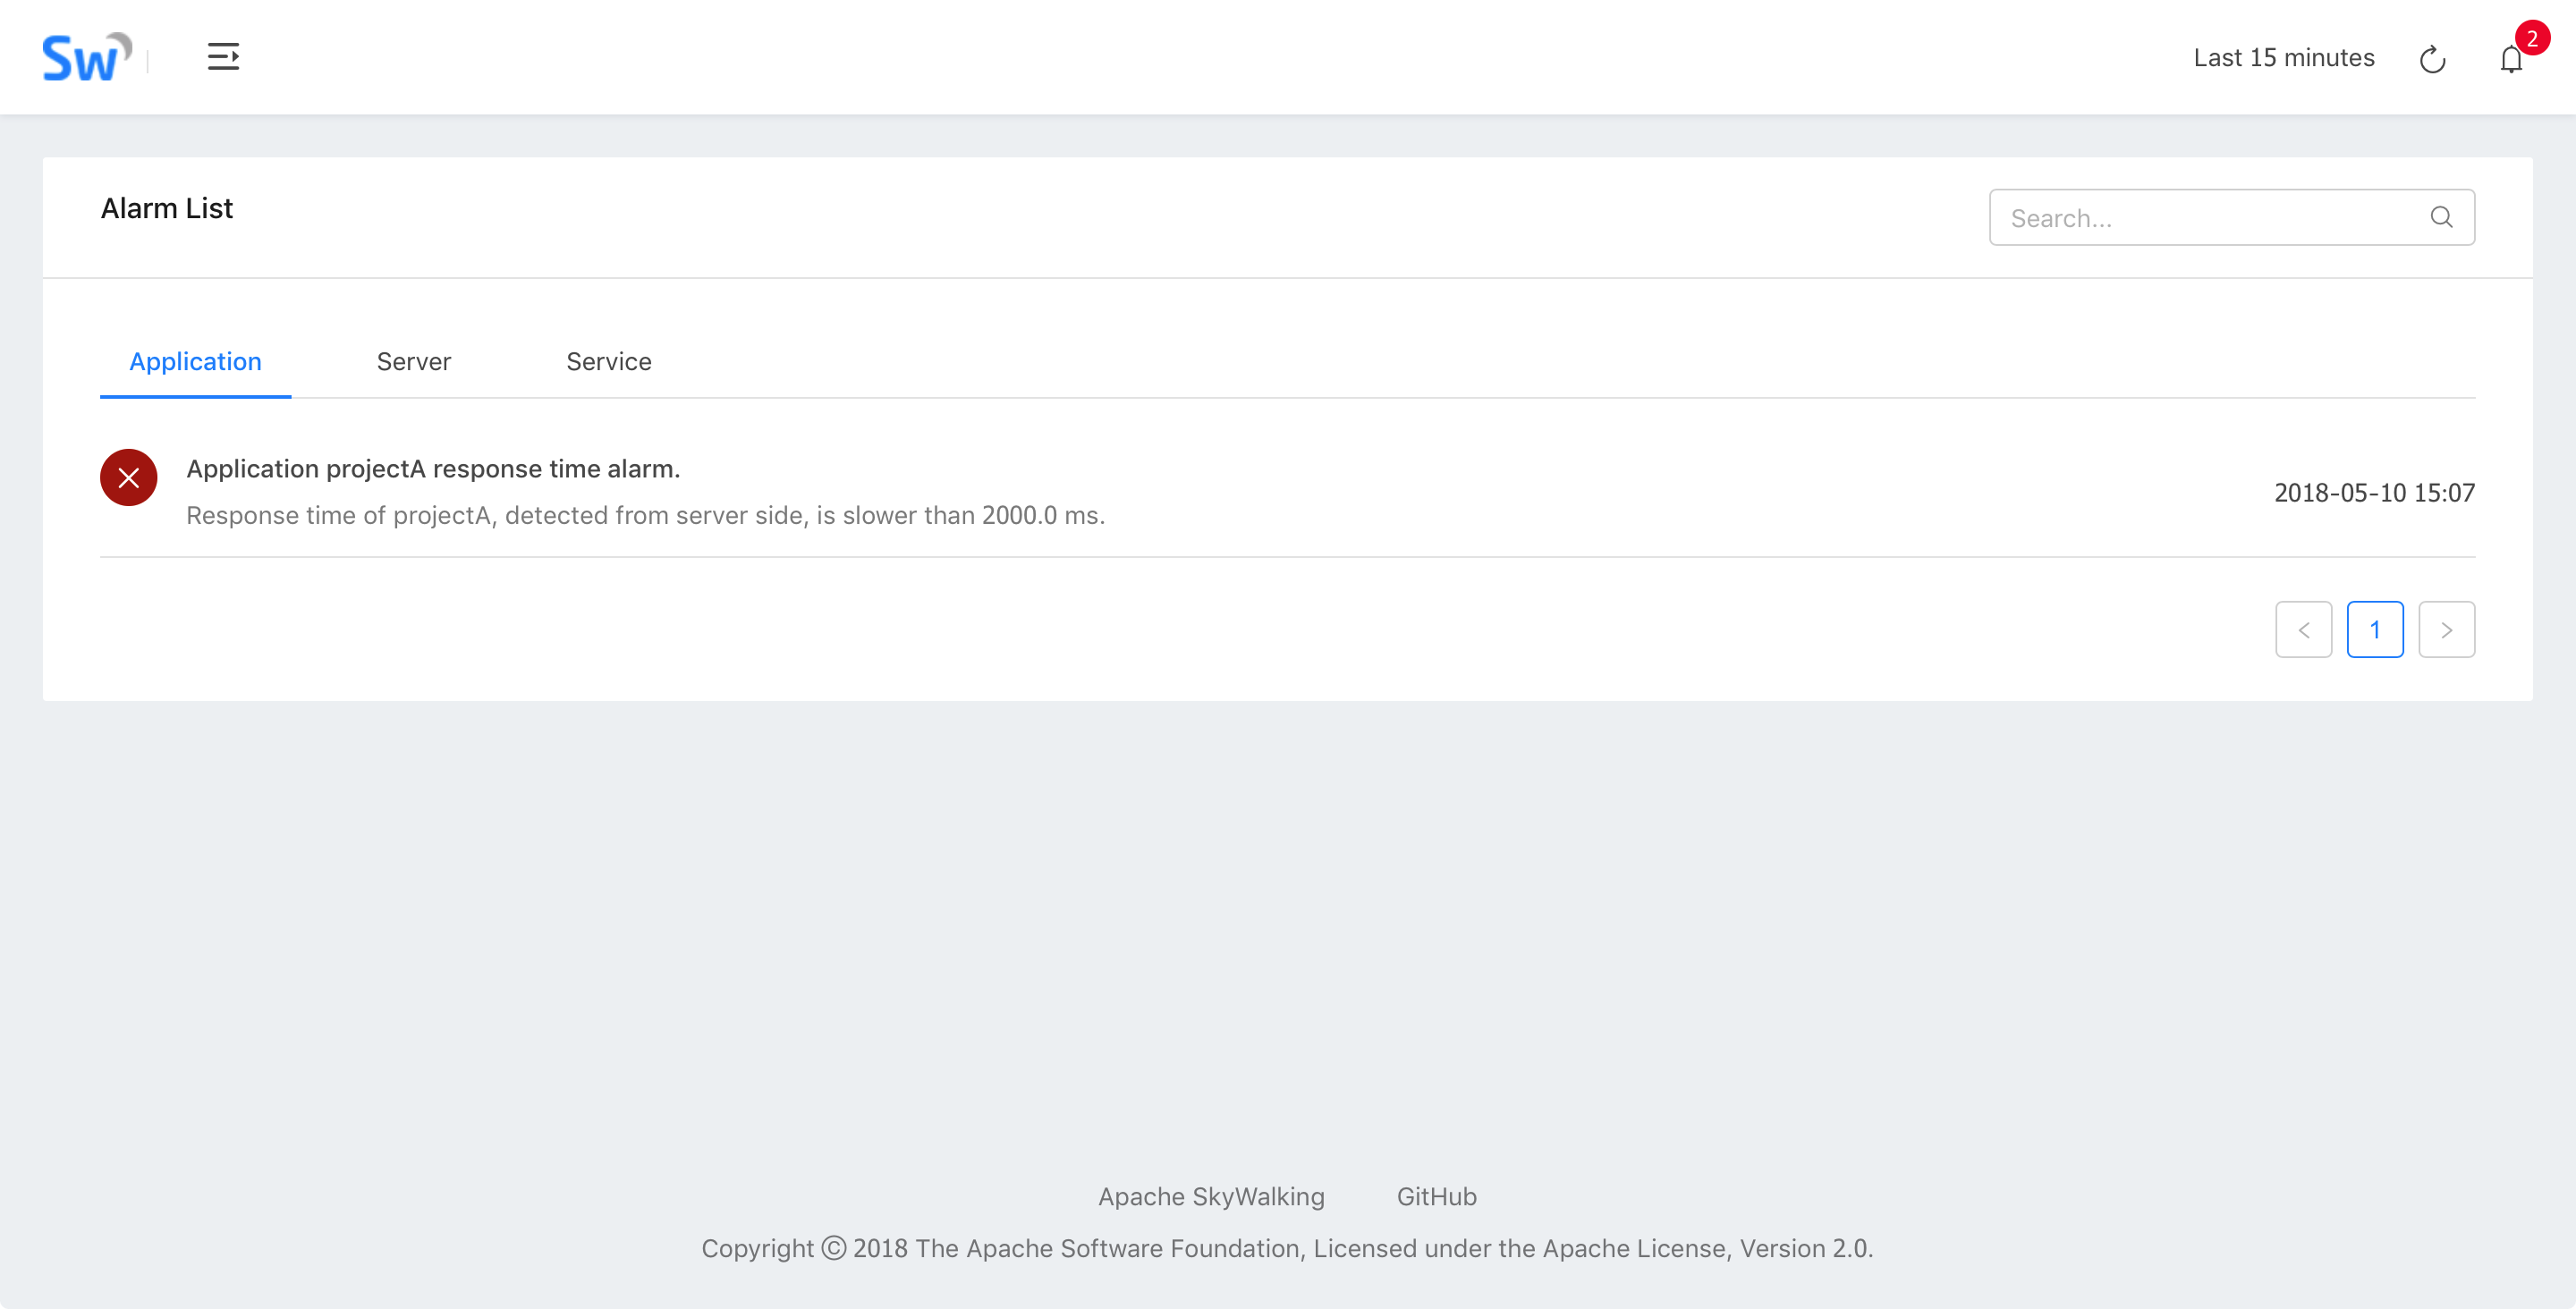 Sw
Last 15 minutes
2
Alarm List
Search...
Application Server Service
Application projectA response time alarm.
Response time of projectA, detected from server side, is slower than 2000.0 ms.
2018-05-10 15:07
< 1 >
Apache SkyWalking GitHub
Copyright © 2018 The Apache Software Foundation, Licensed under the Apache License, Version 2.0.